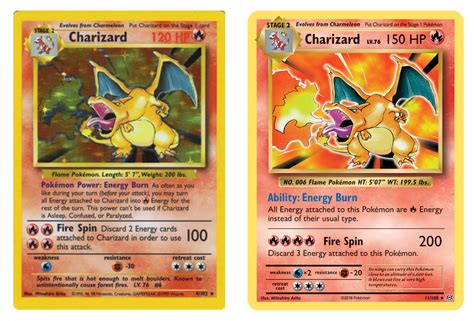 STAGE 2
Evolves from Charmeleon
Put Charizard on the Stage 1 card
Charizard
120 HP
Flame Pokémon. Length: 5' 7", Weight: 200 lbs.
Pokémon Power: Energy Burn As often as you
like during your turn (before your attack), you may
turn all Energy attached to Charizard into Energy for the
rest of the turn. This power can't be used if Charizard
is Asleep, Confused, or Paralyzed.
Fire Spin Discard 2 Energy cards
attached to Charizard in order to use
this attack.
100
weakness
resistance
-30
retreat cost
Spits fire that is hot enough to melt boulders. Known to
unintentionally cause forest fires. LV. 76 #6
Illus. Mitsuhiro Arita
4/102
STAGE 2
Evolves from Charmeleon
Put Charizard on the Stage 1 Pokémon
Charizard LV.76 150 HP
NO. 006 Flame Pokémon HT: 5'07" WT: 199.5 lbs.
Ability: Energy Burn
All Energy attached to this Pokémon are Energy
instead of their usual type.
Fire Spin
200
Discard 3 Energy attached to this Pokémon.
weakness
×2
resistance
-20
retreat cost
Illus. Mitsuhiro Arita
©2016 Pokémon
11/108